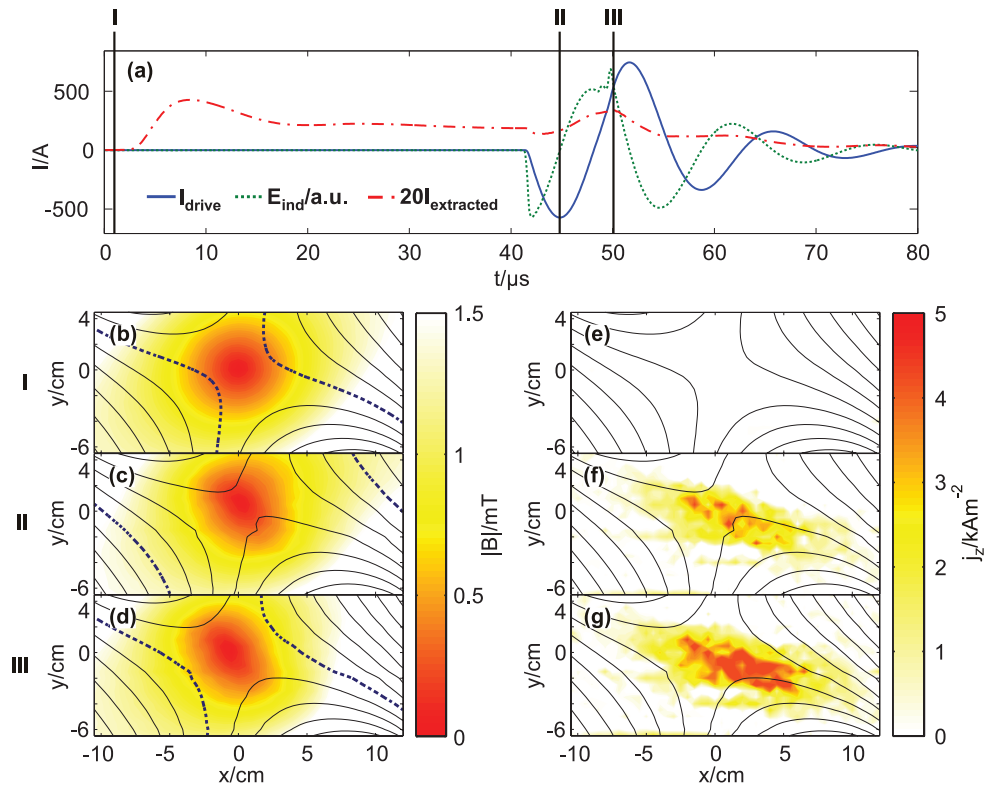 I II III
(a)
500
0
-500
I/A
I_drive E_ind/a.u. 20I_extracted
0 10 20 30 40 50 60 70 80
t/µs
I
(b)
4
0
-6
y/cm
(e)
4
0
-6
y/cm
II
(c)
4
0
-6
y/cm
(f)
4
0
-6
y/cm
III
(d)
4
0
-6
y/cm
(g)
4
0
-6
y/cm
-10 -5 0 5 10
x/cm
-10 -5 0 5 10
x/cm
1.5
1
0.5
0
|B|/mT
5
4
3
2
1
0
j_z/kAm^-2